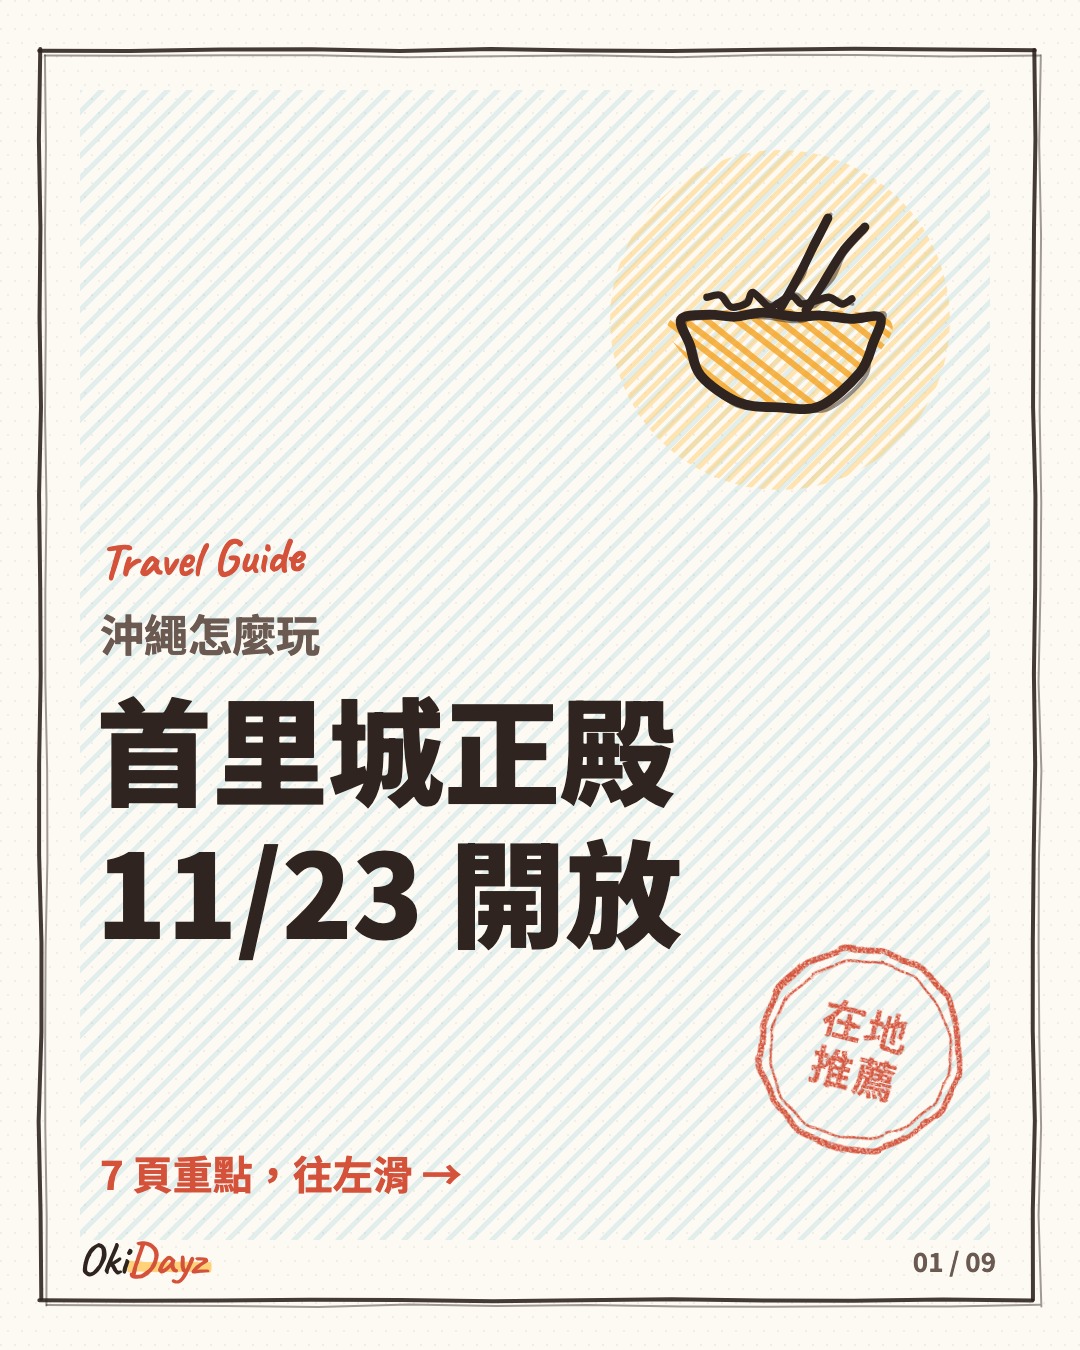 Travel Guide
沖繩怎麼玩
首里城正殿
11/23 開放
在地
推薦
7 頁重點，往左滑 →
OkiDayz
01 / 09